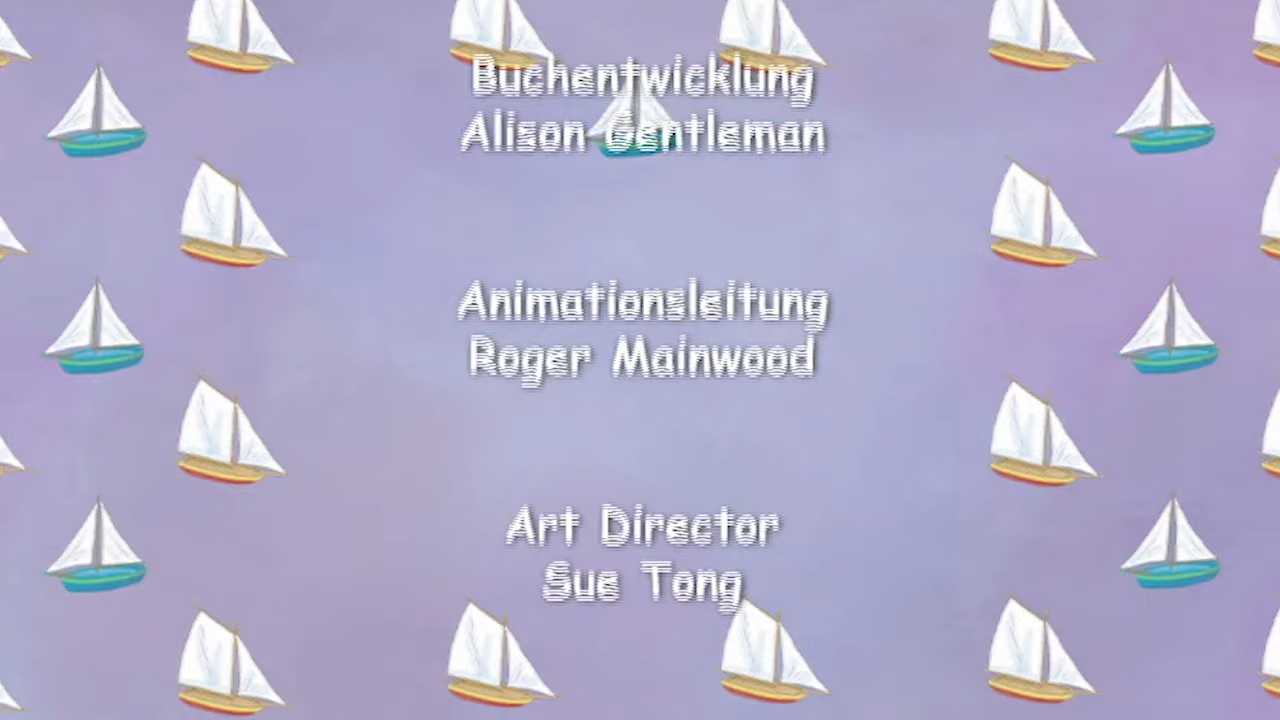 Buchentwicklung
Alison Gentleman
Animationsleitung
Roger Mainwood
Art Director
Sue Tong